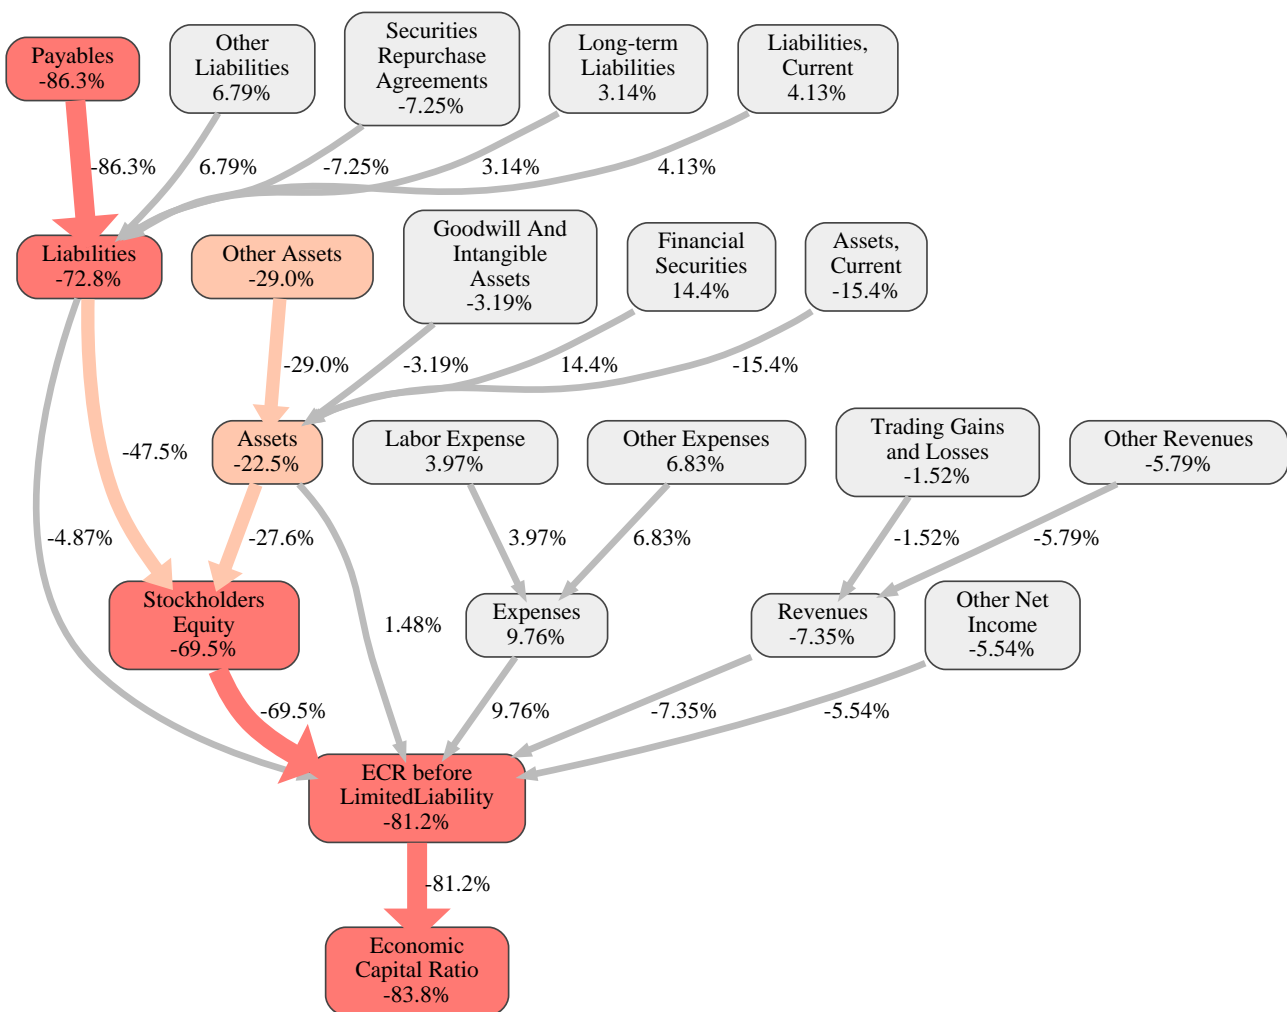 Payables
-86.3%
Other
Liabilities
6.79%
Securities
Repurchase
Agreements
-7.25%
Long-term
Liabilities
3.14%
Liabilities,
Current
4.13%
-86.3%
6.79%
-7.25%
3.14%
4.13%
Liabilities
-72.8%
Other Assets
-29.0%
Goodwill And
Intangible
Assets
-3.19%
Financial
Securities
14.4%
Assets,
Current
-15.4%
-29.0%
-3.19%
14.4%
-15.4%
Assets
-22.5%
Labor Expense
3.97%
Other Expenses
6.83%
Trading Gains
and Losses
-1.52%
Other Revenues
-5.79%
-47.5%
-4.87%
-27.6%
3.97%
6.83%
-1.52%
-5.79%
Stockholders
Equity
-69.5%
1.48%
Expenses
9.76%
Revenues
-7.35%
Other Net
Income
-5.54%
-69.5%
9.76%
-7.35%
-5.54%
ECR before
LimitedLiability
-81.2%
-81.2%
Economic
Capital Ratio
-83.8%